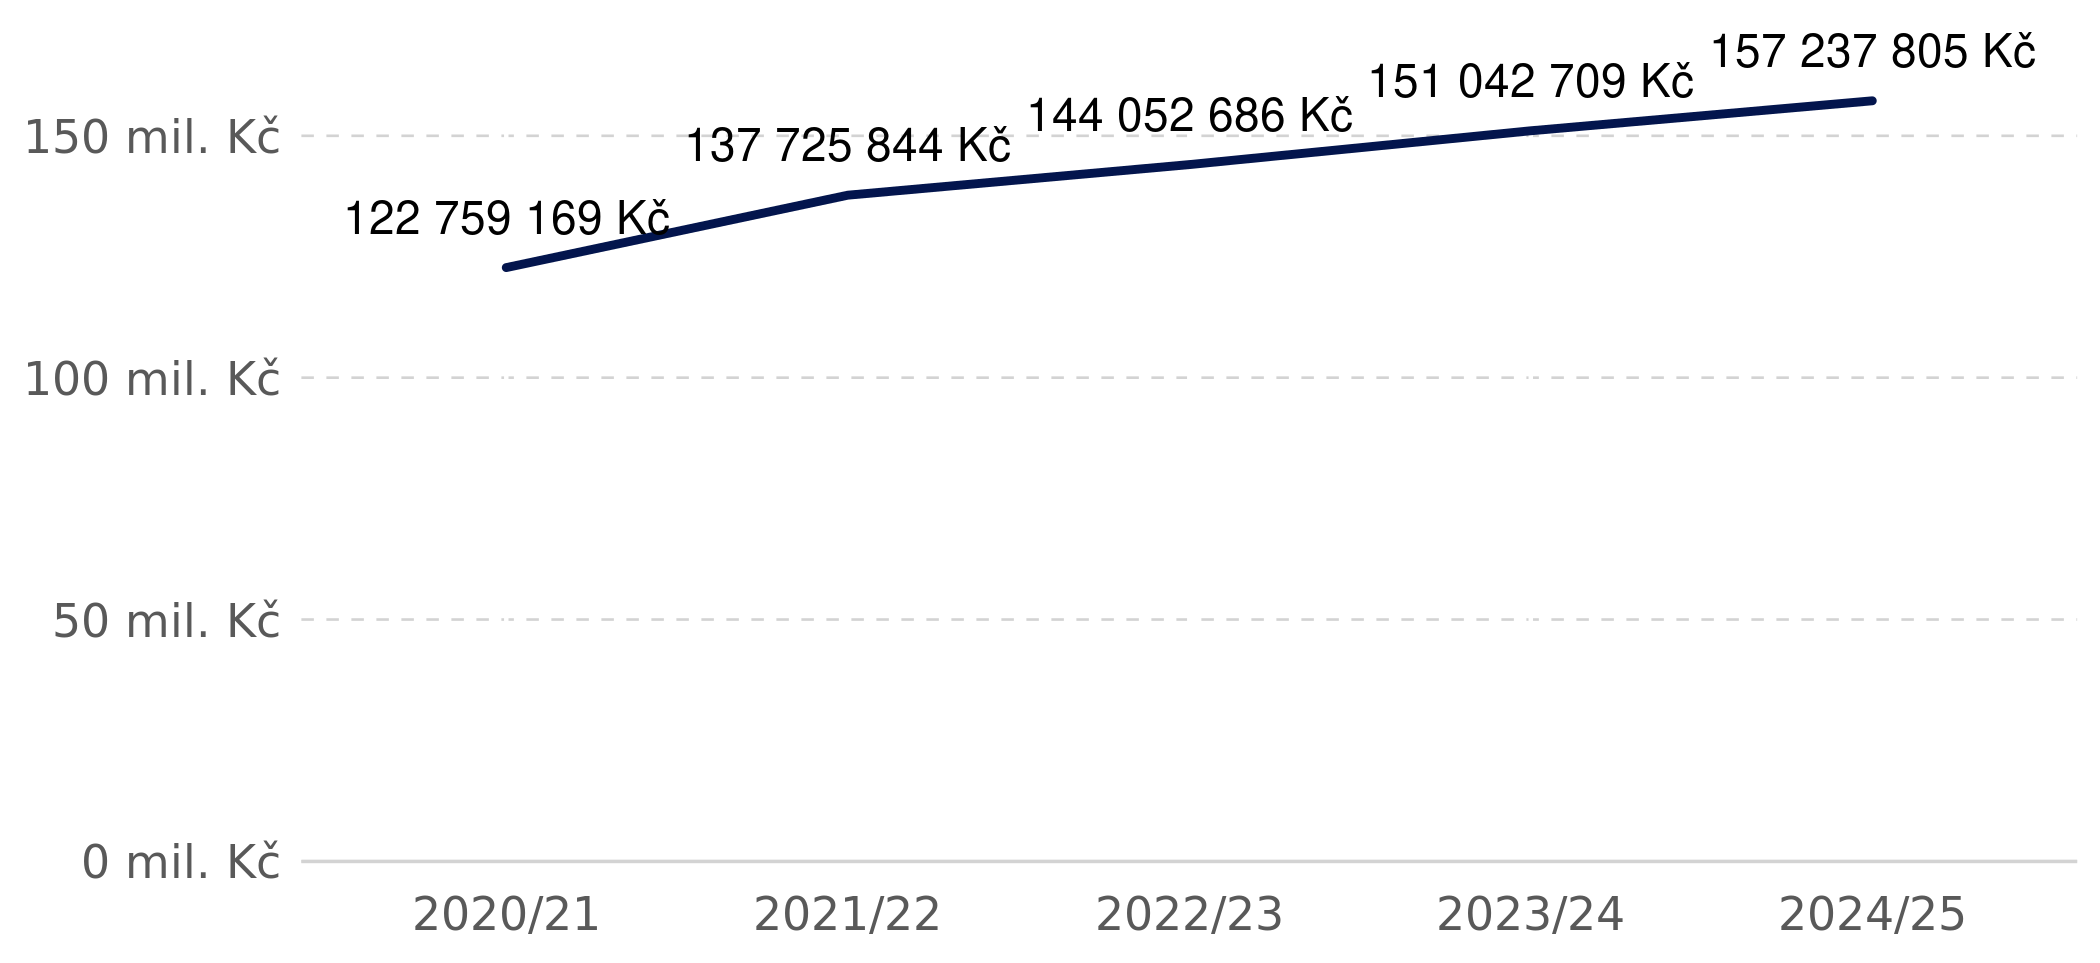 157 237 805 Kč
151 042 709 Kč
144 052 686 Kč
137 725 844 Kč
122 759 169 Kč
150 mil. Kč
100 mil. Kč
50 mil. Kč
0 mil. Kč
2020/21
2021/22
2022/23
2023/24
2024/25